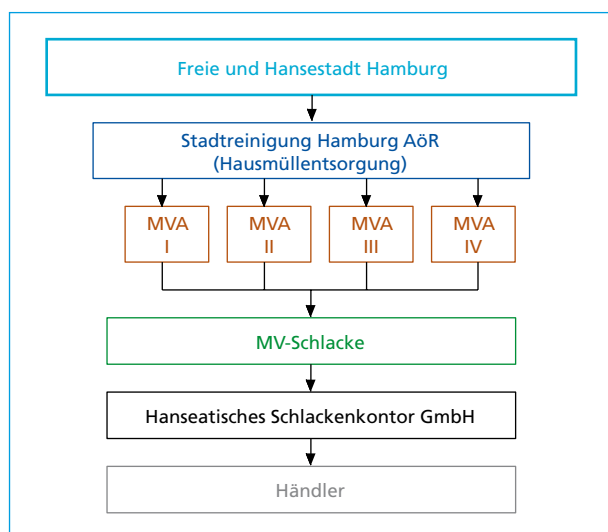 Freie und Hansestadt Hamburg
Stadtreinigung Hamburg AöR
(Hausmüllentsorgung)
MVA
I
MVA
II
MVA
III
MVA
IV
MV-Schlacke
Hanseatisches Schlackenkontor GmbH
Händler